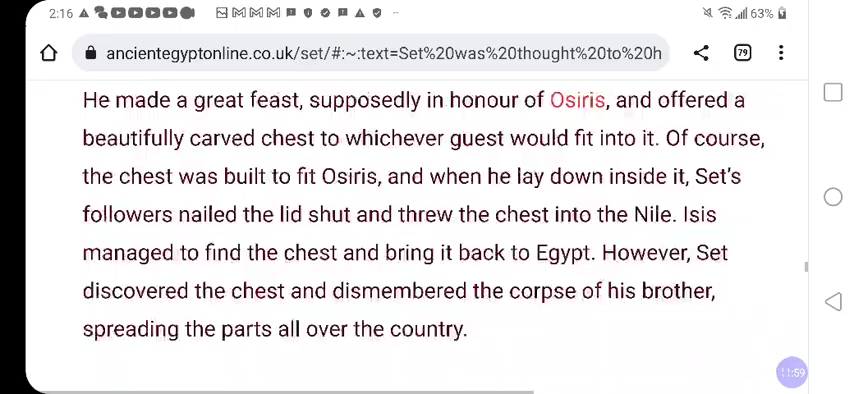 2:16
63%
ancientegyptonline.co.uk/set/#:~:text=Set%20was%20thought%20to%20h
79
He made a great feast, supposedly in honour of Osiris, and offered a
beautifully carved chest to whichever guest would fit into it. Of course,
the chest was built to fit Osiris, and when he lay down inside it, Set's
followers nailed the lid shut and threw the chest into the Nile. Isis
managed to find the chest and bring it back to Egypt. However, Set
discovered the chest and dismembered the corpse of his brother,
spreading the parts all over the country.
11:59